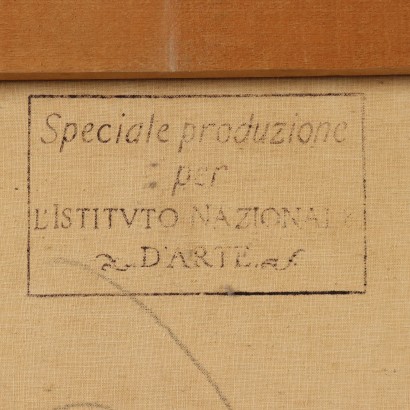 Speciale produzione
per
L'ISTITVTO NAZIONALE
D'ARTE